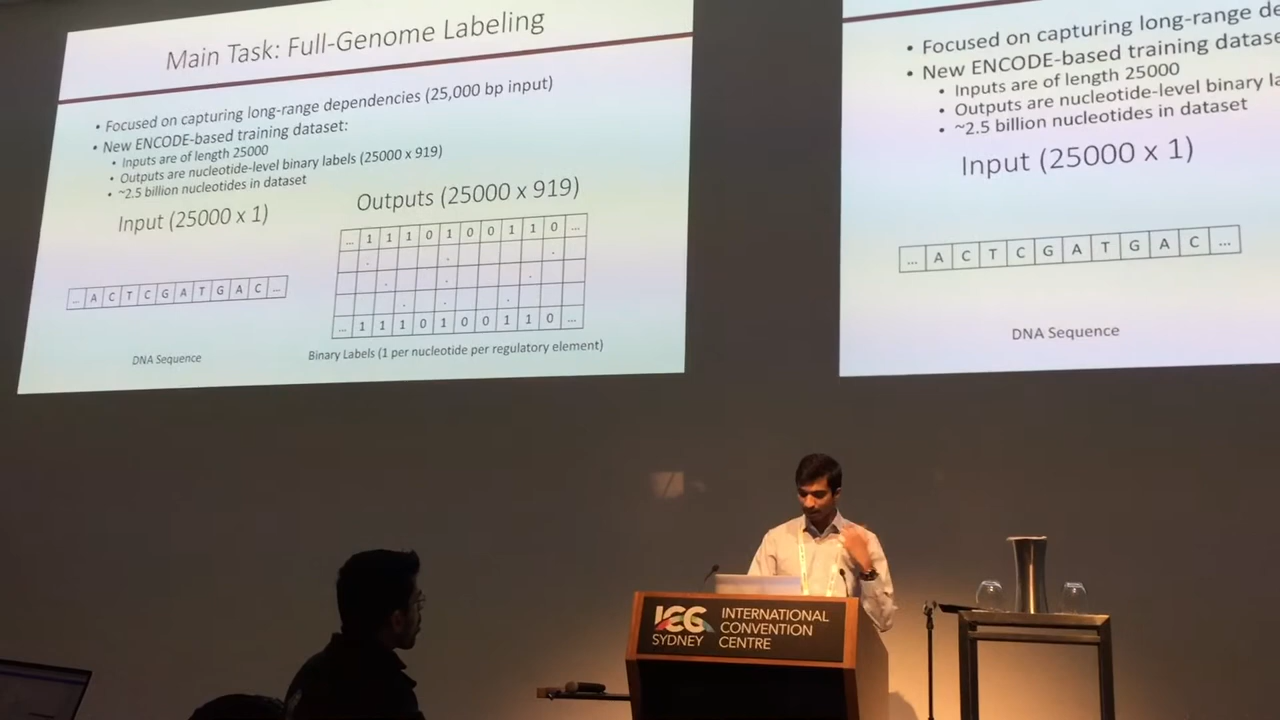 Main Task: Full-Genome Labeling
• Focused on capturing long-range dependencies (25,000 bp input)
• New ENCODE-based training dataset:
• Inputs are of length 25000
• Outputs are nucleotide-level binary labels (25000 x 919)
• ~2.5 billion nucleotides in dataset
Input (25000 x 1)
... A C T C G A T G A C ...
DNA Sequence
Outputs (25000 x 919)
... 1 1 1 0 1 0 0 1 1 0 ...
... 1 1 1 0 1 0 0 1 1 0 ...
Binary Labels (1 per nucleotide per regulatory element)
• Focused on capturing long-range de
• New ENCODE-based training datase
• Inputs are of length 25000
• Outputs are nucleotide-level binary la
• ~2.5 billion nucleotides in dataset
Input (25000 x 1)
... A C T C G A T G A C ...
DNA Sequence
ICC
SYDNEY
INTERNATIONAL
CONVENTION
CENTRE